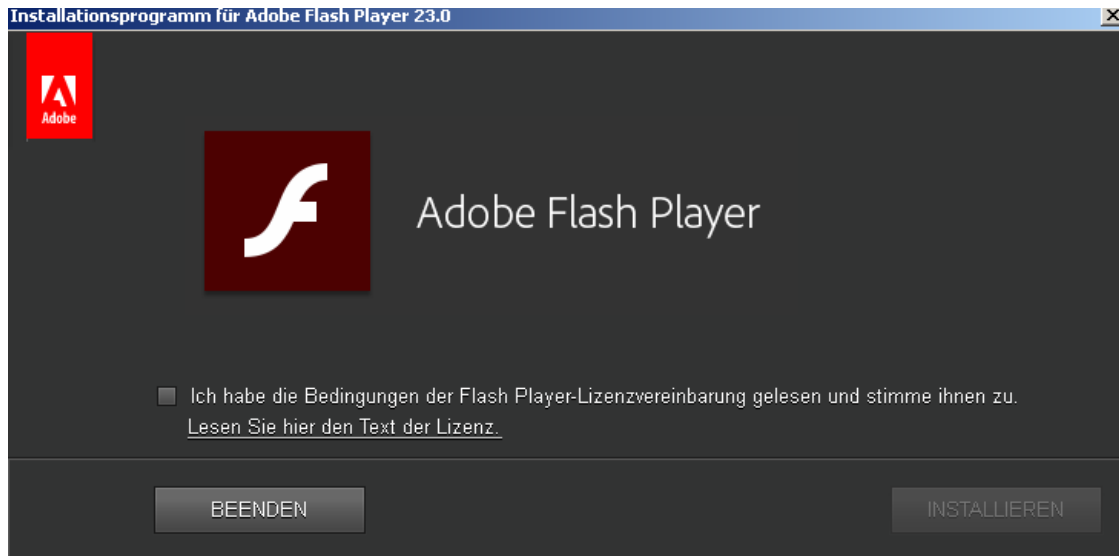 Installationsprogramm für Adobe Flash Player 23.0
Adobe
Adobe Flash Player
Ich habe die Bedingungen der Flash Player-Lizenzvereinbarung gelesen und stimme ihnen zu.
Lesen Sie hier den Text der Lizenz.
BEENDEN
INSTALLIEREN